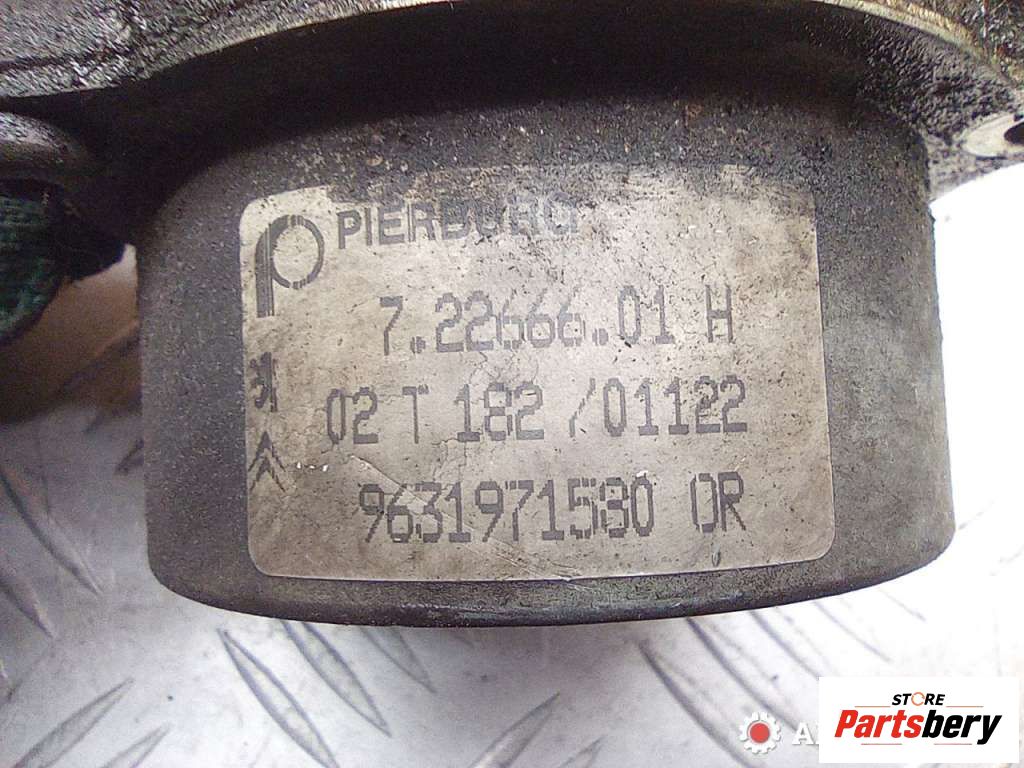 PIERBURG
7.22666.01 H
02 T 182 /01122
9631971580 OR
STORE
Partsbery